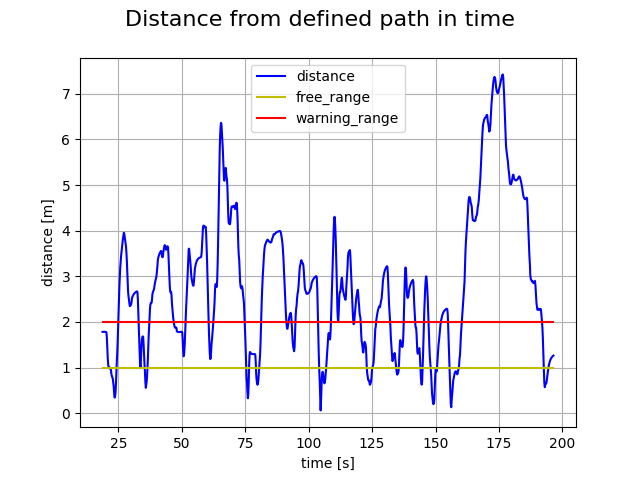 Distance from defined path in time
distance
free_range
warning_range
distance [m]
7
6
5
4
3
2
1
0
25
50
75
100
125
150
175
200
time [s]